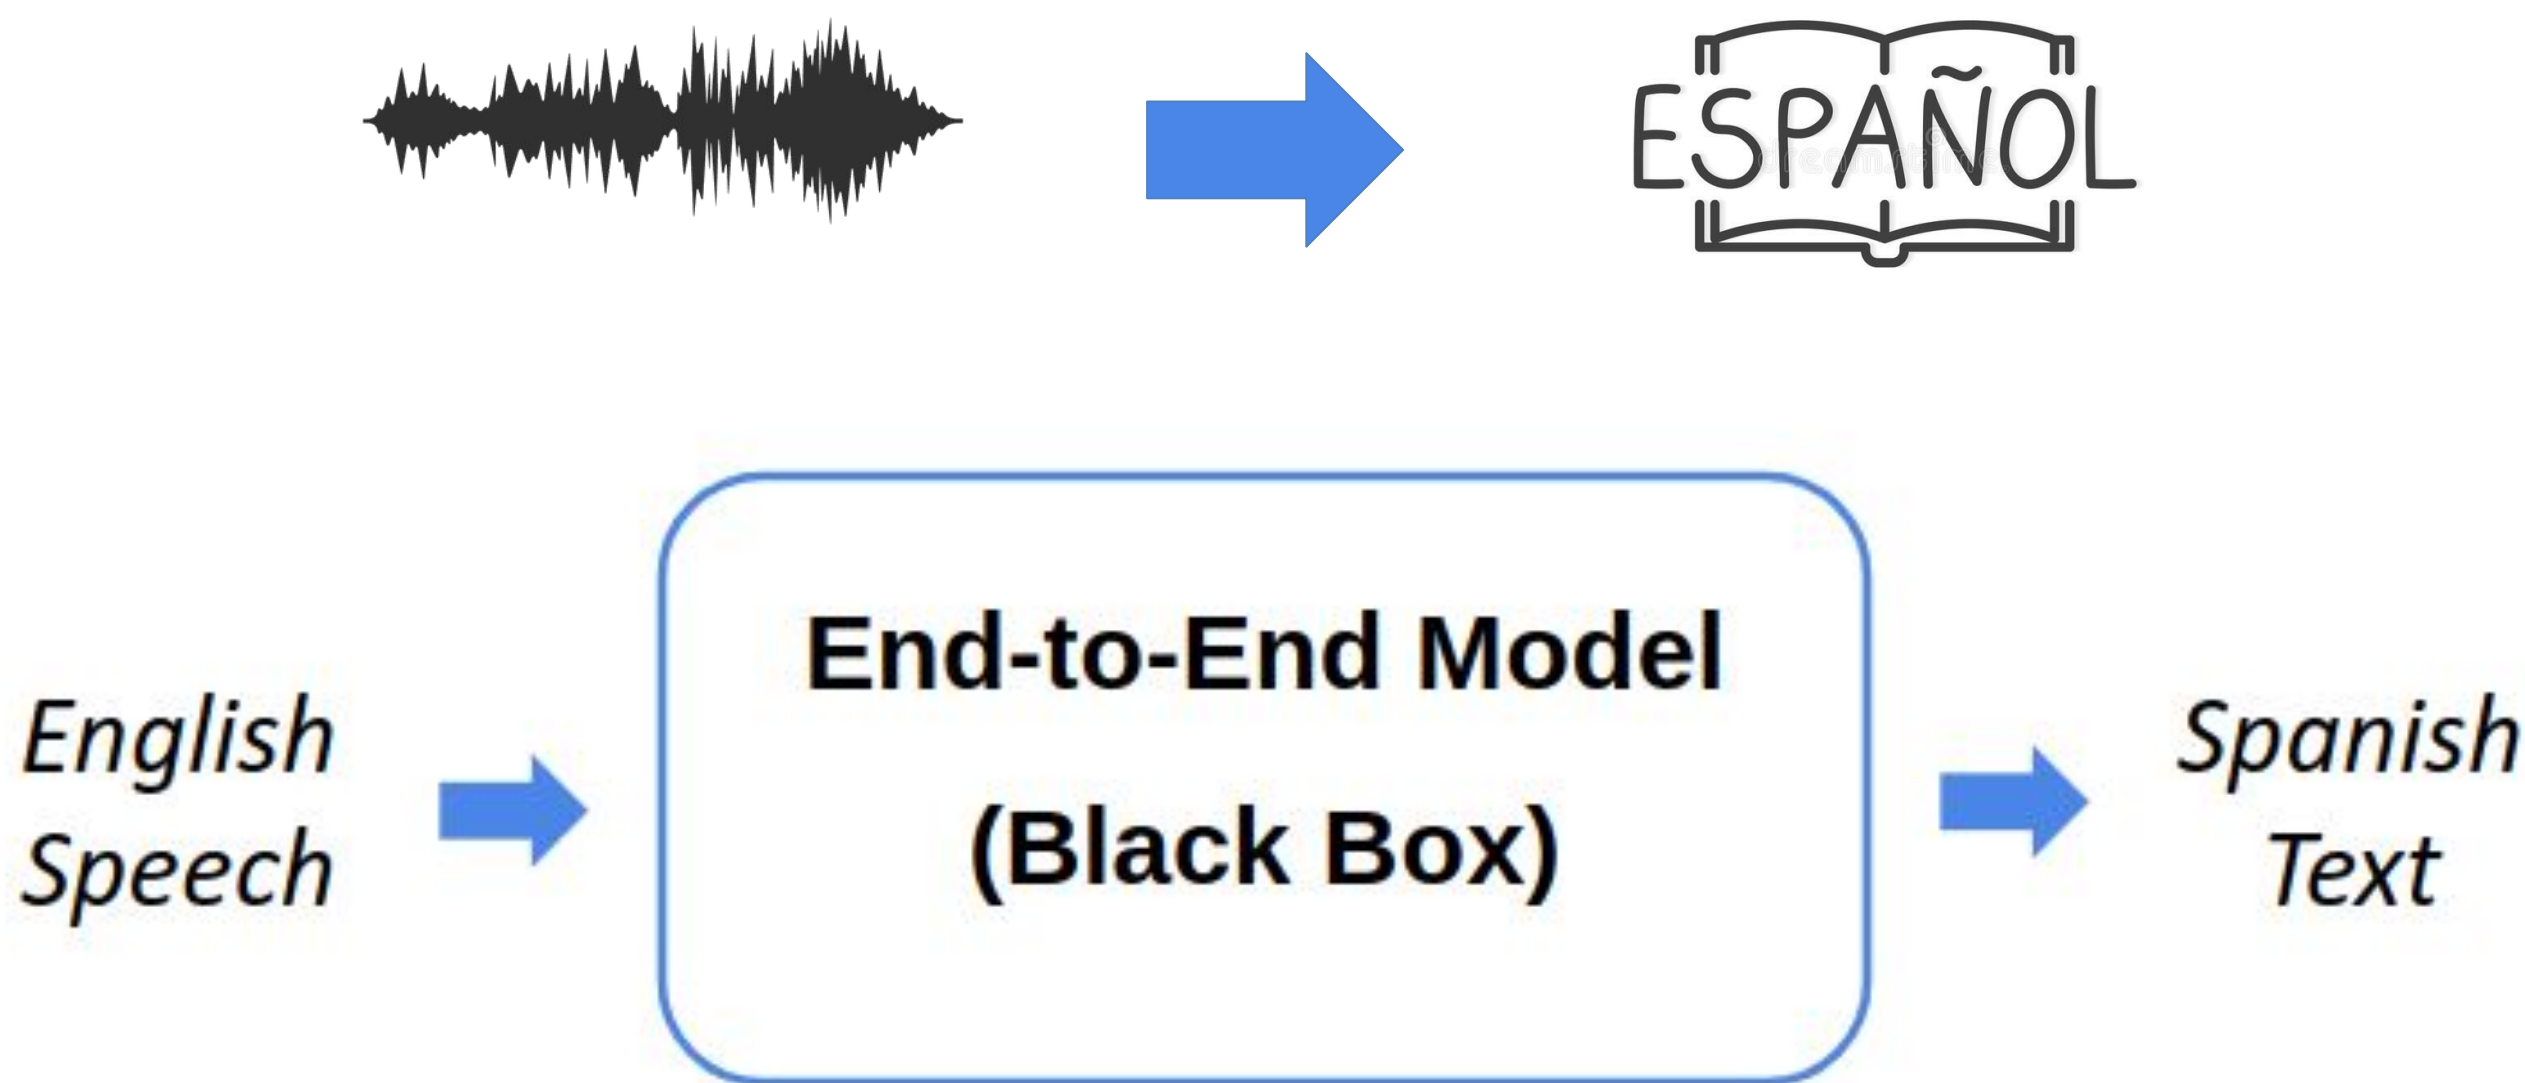 ESPAÑOL
End-to-End Model
(Black Box)
English
Speech
Spanish
Text